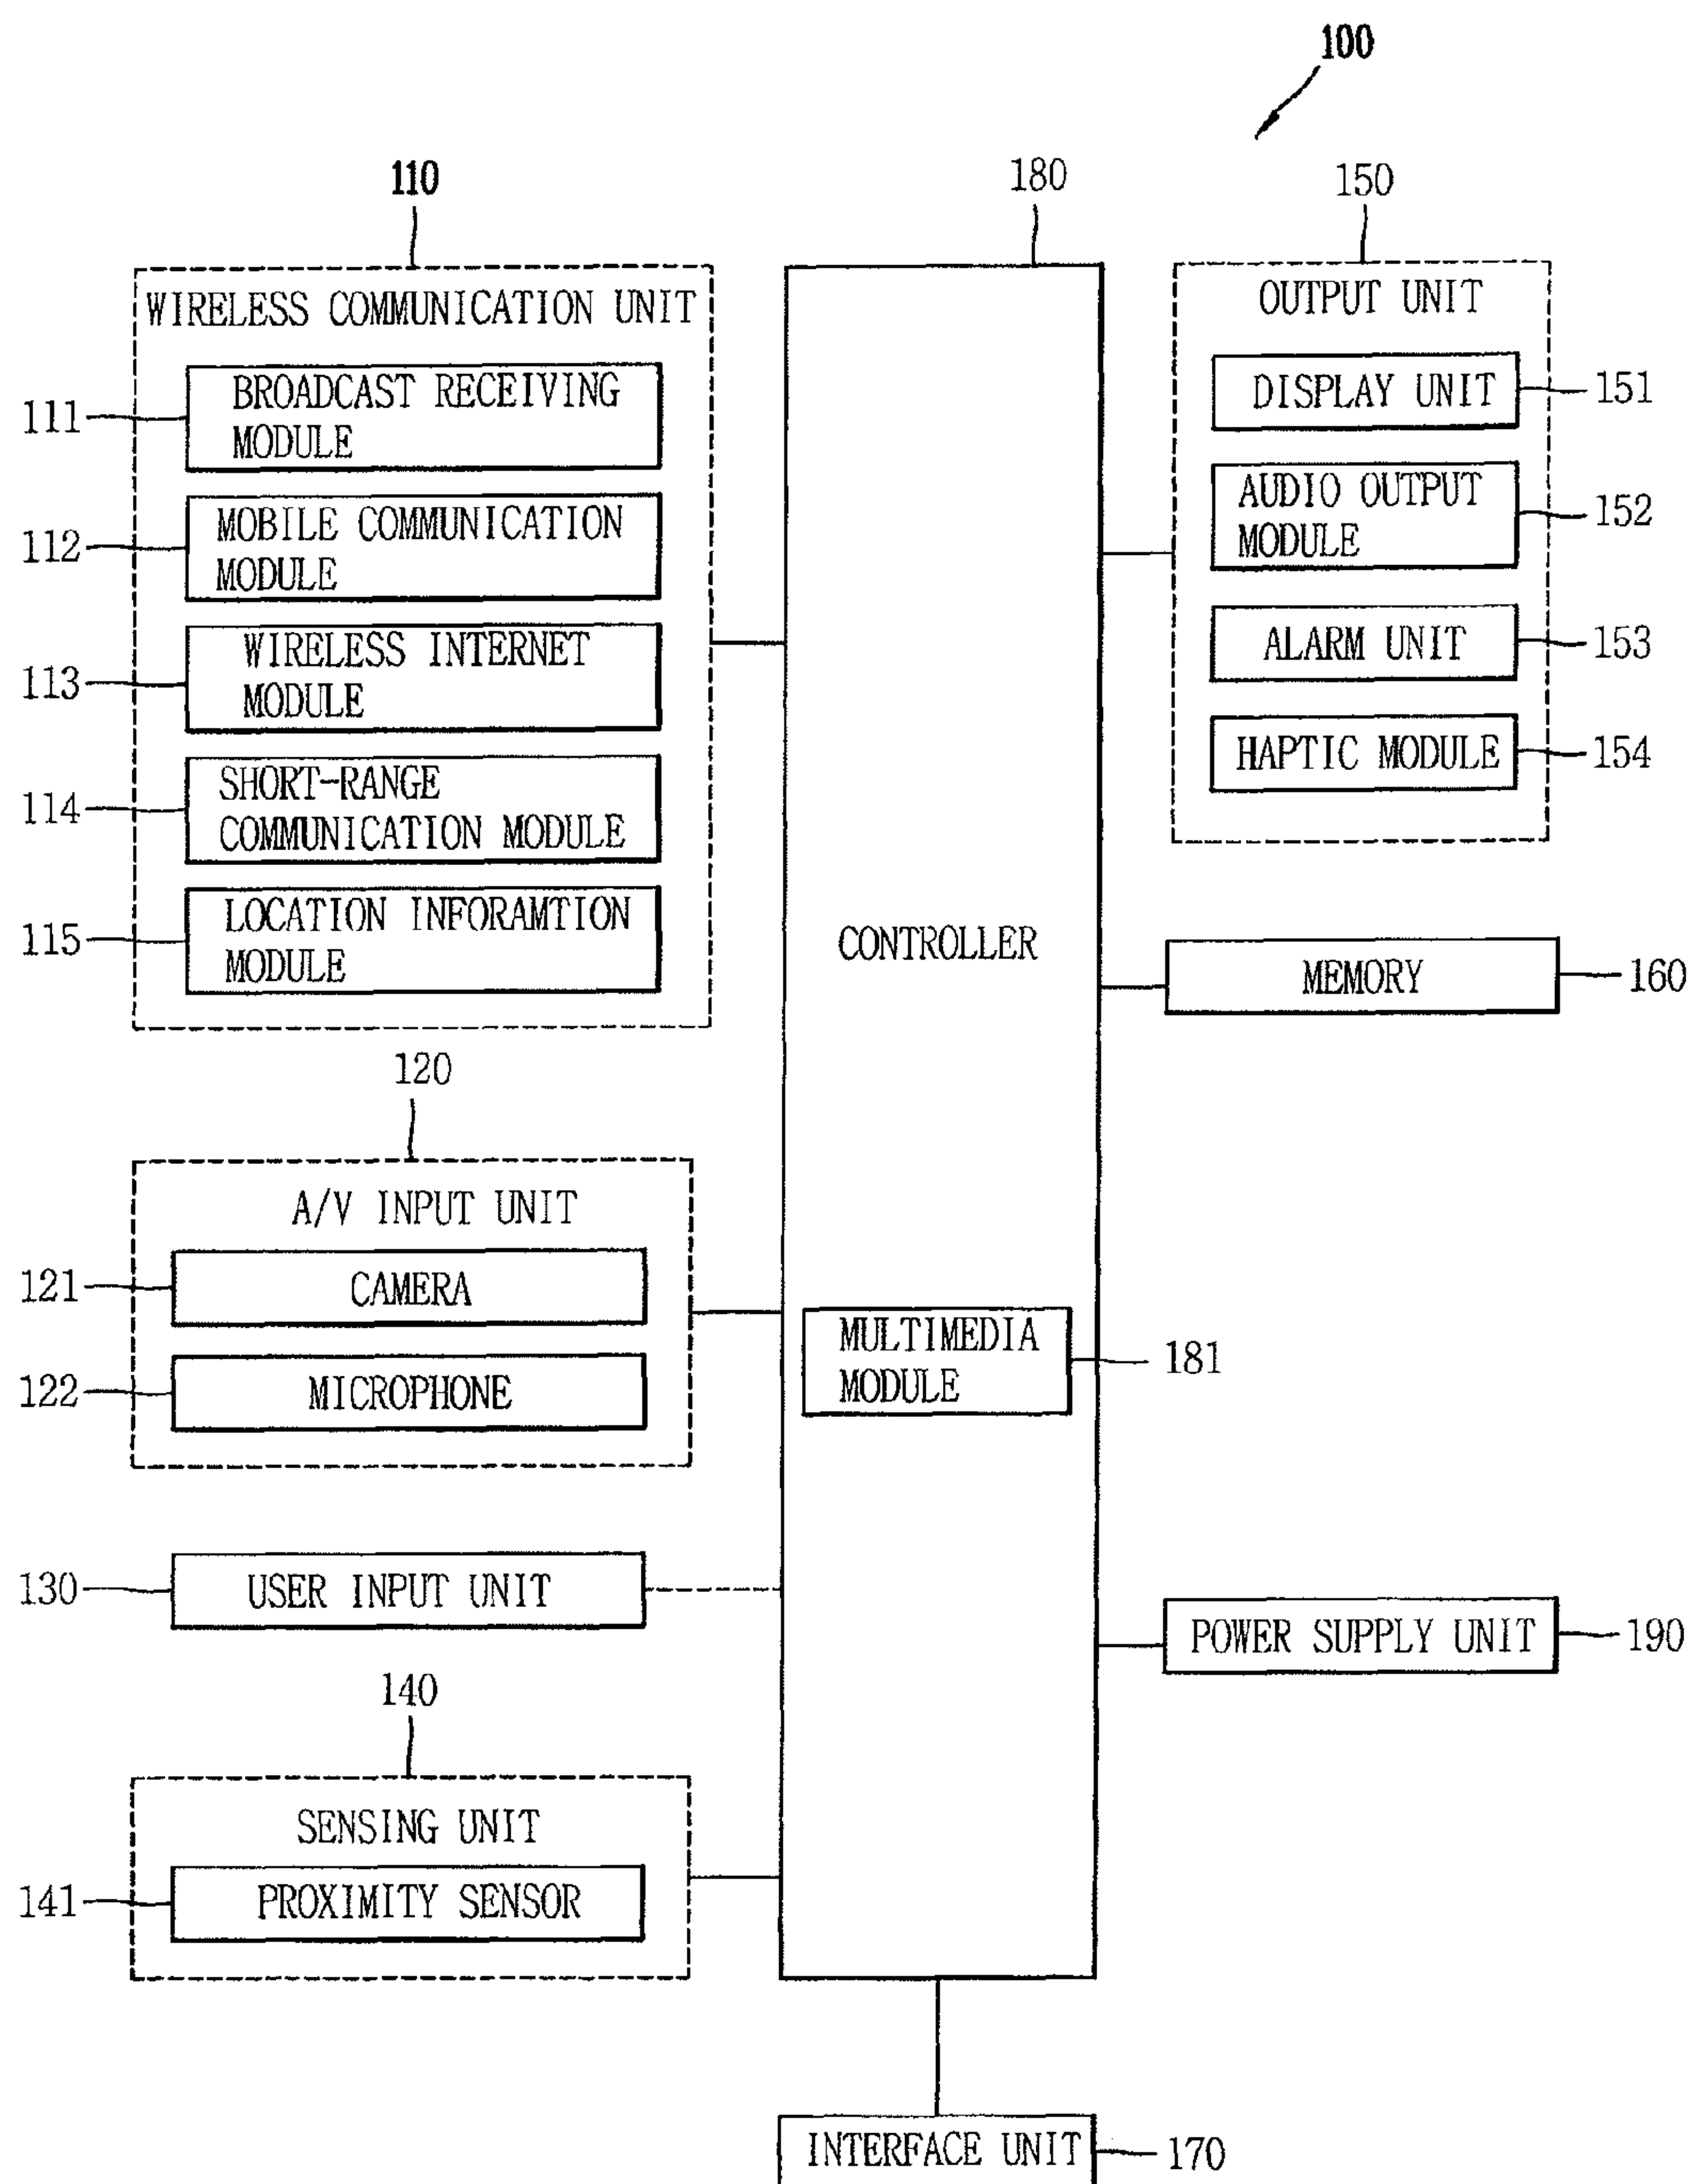 100
110
180
150
WIRELESS COMMUNICATION UNIT
111
BROADCAST RECEIVING
MODULE
112
MOBILE COMMUNICATION
MODULE
113
WIRELESS INTERNET
MODULE
114
SHORT-RANGE
COMMUNICATION MODULE
115
LOCATION INFORAMTION
MODULE
120
A/V INPUT UNIT
121
CAMERA
122
MICROPHONE
130
USER INPUT UNIT
140
SENSING UNIT
141
PROXIMITY SENSOR
CONTROLLER
MULTIMEDIA
MODULE
181
OUTPUT UNIT
DISPLAY UNIT
151
AUDIO OUTPUT
MODULE
152
ALARM UNIT
153
HAPTIC MODULE
154
MEMORY
160
POWER SUPPLY UNIT
190
INTERFACE UNIT
170